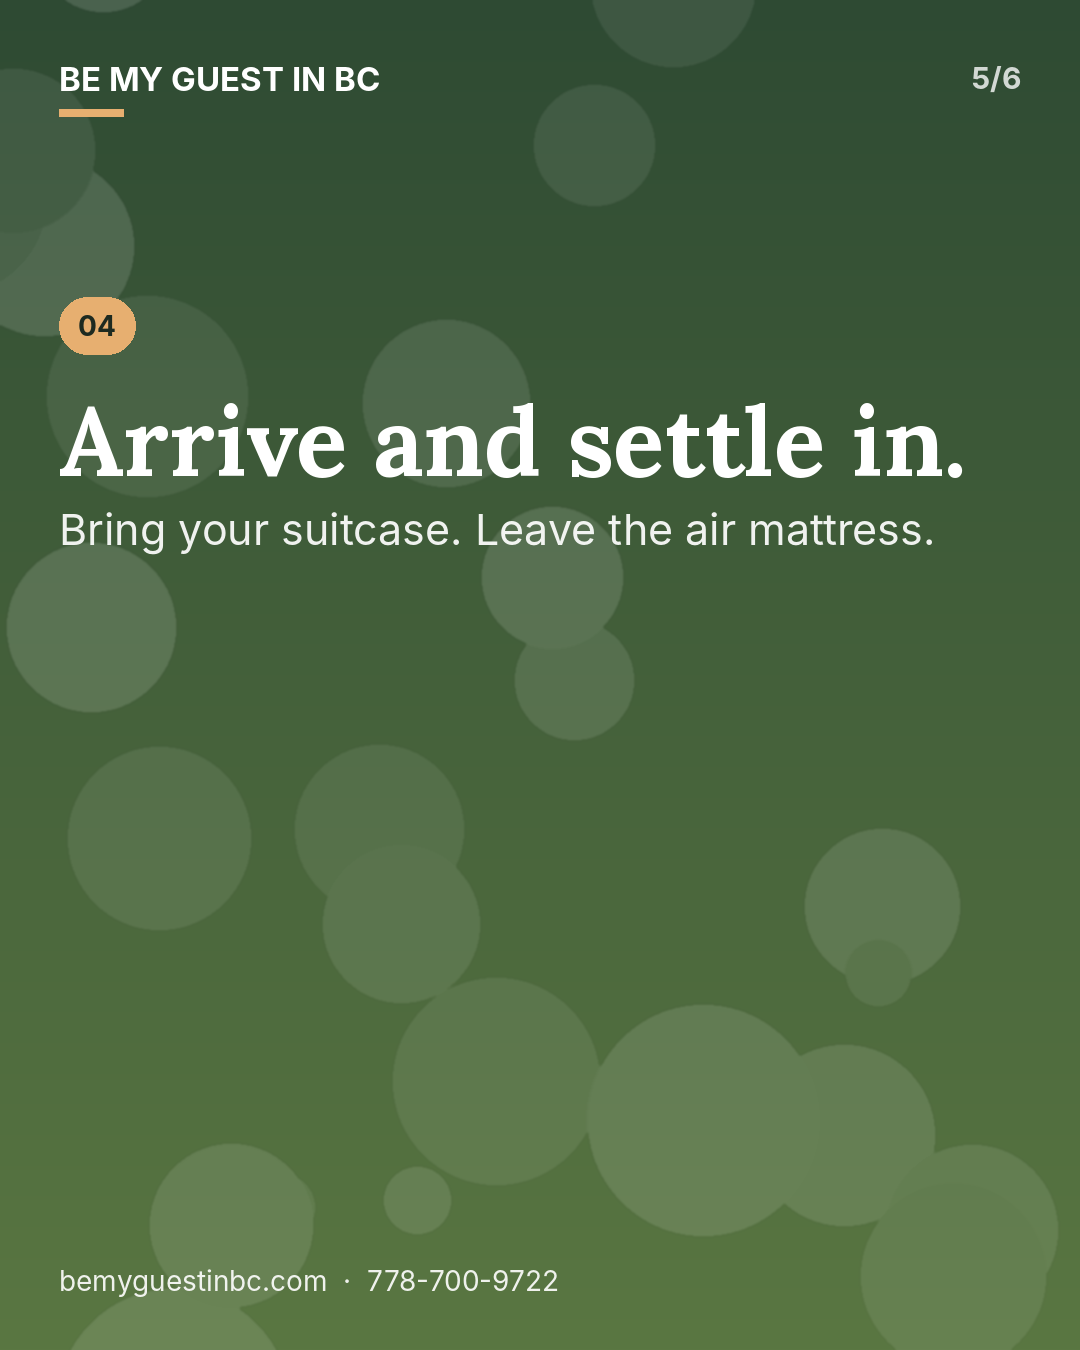 BE MY GUEST IN BC
5/6
04
Arrive and settle in.
Bring your suitcase. Leave the air mattress.
bemyguestinbc.com · 778-700-9722